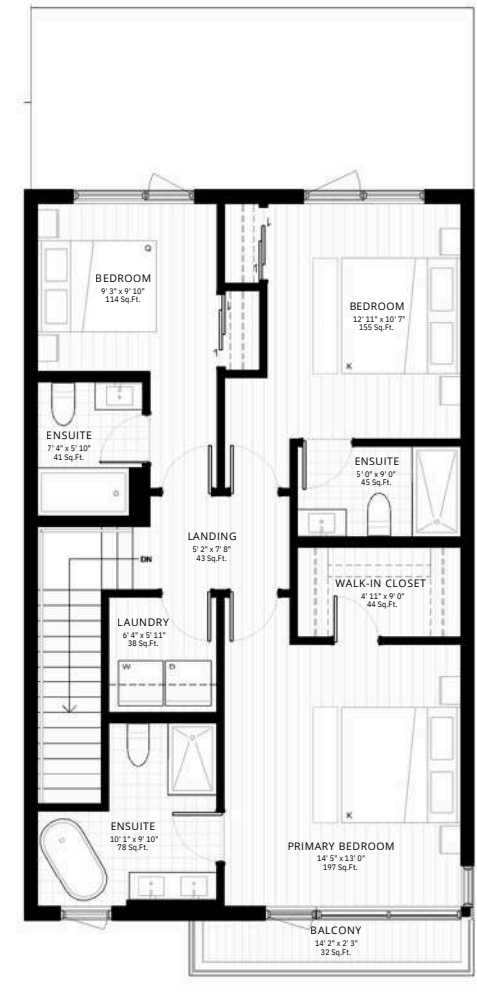 BEDROOM
9' 3" x 9' 10"
114 Sq.Ft.
Q
BEDROOM
12' 11" x 10' 7"
155 Sq.Ft.
K
ENSUITE
7' 4" x 5' 10"
41 Sq.Ft.
ENSUITE
5' 0" x 9' 0"
45 Sq.Ft.
LANDING
5' 2" x 7' 8"
43 Sq.Ft.
DN
WALK-IN CLOSET
4' 11" x 9' 0"
44 Sq.Ft.
LAUNDRY
6' 4" x 5' 11"
38 Sq.Ft.
W D
K
ENSUITE
10' 1" x 9' 10"
78 Sq.Ft.
PRIMARY BEDROOM
14' 5" x 13' 0"
197 Sq.Ft.
BALCONY
14' 2" x 2' 3"
32 Sq.Ft.